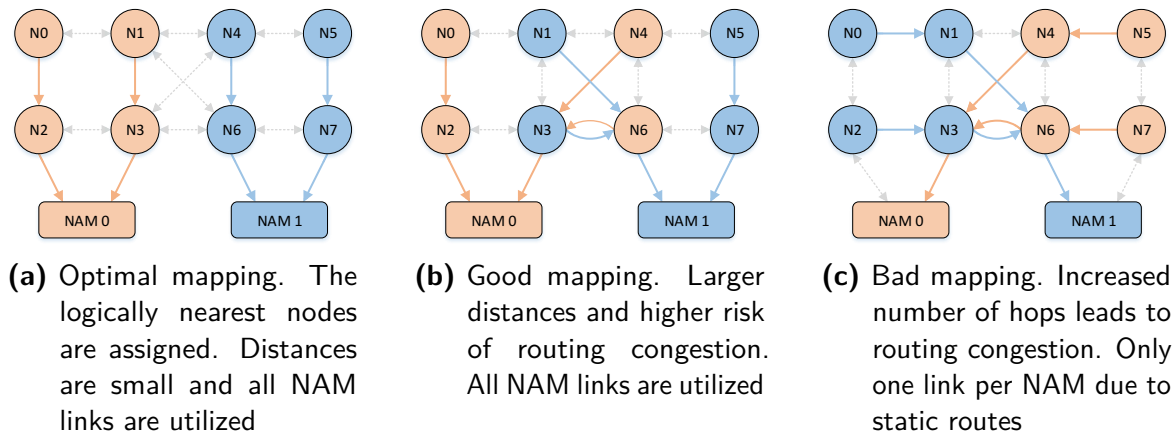 N0 N1 N4 N5
N2 N3 N6 N7
NAM 0 NAM 1
N0 N1 N4 N5
N2 N3 N6 N7
NAM 0 NAM 1
N0 N1 N4 N5
N2 N3 N6 N7
NAM 0 NAM 1
(a) Optimal mapping. The
logically nearest nodes
are assigned. Distances
are small and all NAM
links are utilized
(b) Good mapping. Larger
distances and higher risk
of routing congestion.
All NAM links are utilized
(c) Bad mapping. Increased
number of hops leads to
routing congestion. Only
one link per NAM due to
static routes